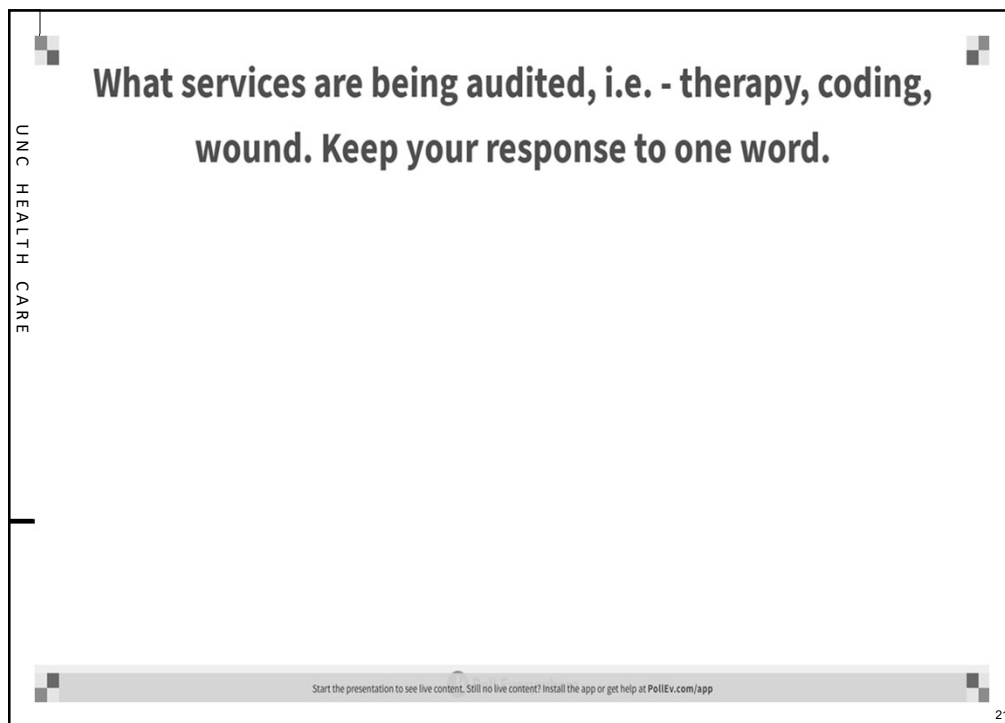 What services are being audited, i.e. - therapy, coding,
wound. Keep your response to one word.
UNC HEALTH CARE
Start the presentation to see live content. Still no live content? Install the app or get help at PollEv.com/app